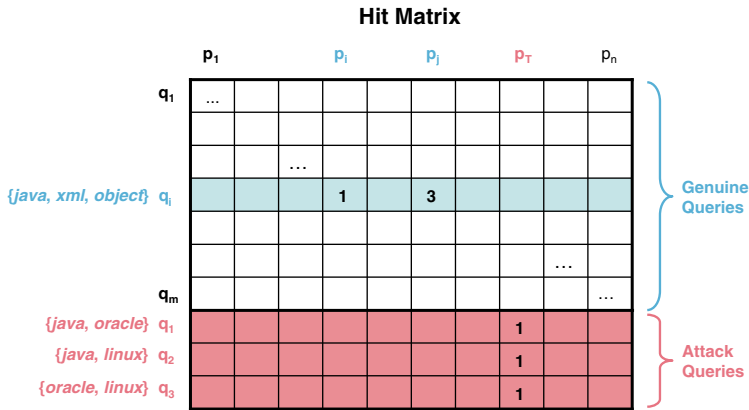 Hit Matrix
p1 pi pj pT pn
q1 ...
...
{java, xml, object} qi 1 3
Genuine
Queries
...
qm ...
{java, oracle} q1 1
{java, linux} q2 1
Attack
Queries
{oracle, linux} q3 1